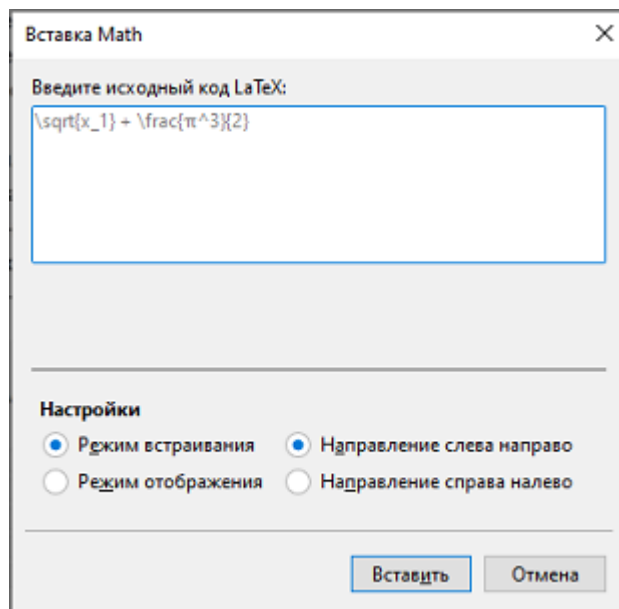 Вставка Math
Введите исходный код LaTeX:
\sqrt{x_1} + \frac{π^3}{2}
Настройки
Режим встраивания Направление слева направо
Режим отображения Направление справа налево
Вставить Отмена